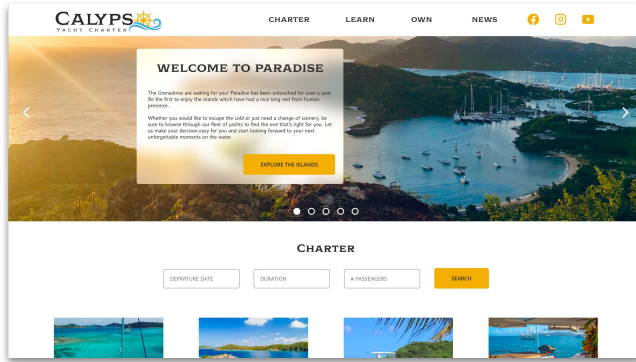 CALYPS
YACHT CHARTER!
CHARTER
LEARN
OWN
NEWS
WELCOME TO PARADISE
The Grenadines are waiting for you! Paradise has been untouched for over a year.
Be the first to enjoy the islands which have had a nice long rest from human
presence.
Whether you would like to escape the cold or just need a change of scenery, be
sure to browse through our fleet of yachts to find the one that's right for you. Let
us make your decision easy for you and start looking forward to your next
unforgettable moments on the water.
EXPLORE THE ISLANDS
CHARTER
DEPARTURE DATE
DURATION
# PASSENGERS
SEARCH